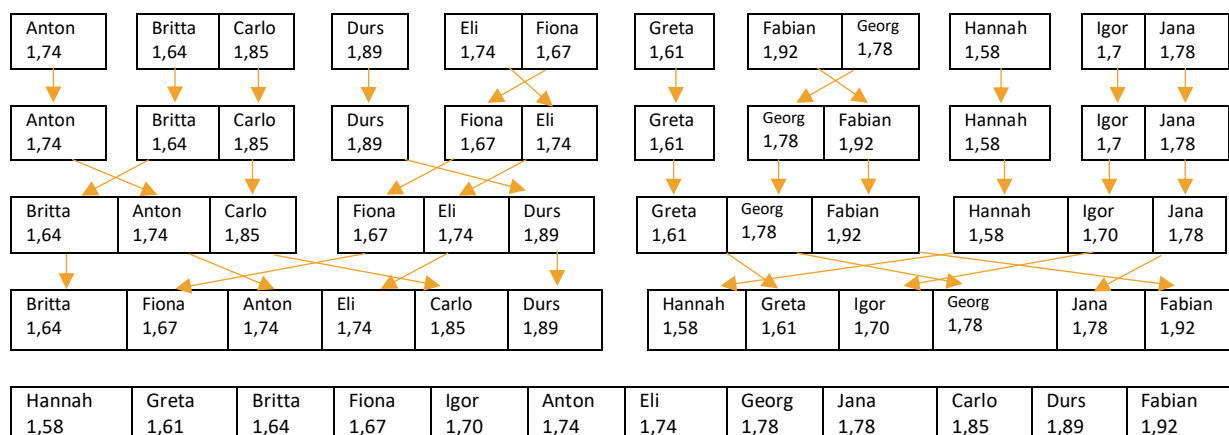 Anton Britta Carlo Durs Eli Fiona Greta Fabian Georg Hannah Igor Jana
1,74 1,64 1,85 1,89 1,74 1,67 1,61 1,92 1,78 1,58 1,7 1,78
Anton Britta Carlo Durs Fiona Eli Greta Georg Fabian Hannah Igor Jana
1,74 1,64 1,85 1,89 1,67 1,74 1,61 1,78 1,92 1,58 1,7 1,78
Britta Anton Carlo Fiona Eli Durs Greta Georg Fabian Hannah Igor Jana
1,64 1,74 1,85 1,67 1,74 1,89 1,61 1,78 1,92 1,58 1,70 1,78
Britta Fiona Anton Eli Carlo Durs Hannah Greta Igor Georg Jana Fabian
1,64 1,67 1,74 1,74 1,85 1,89 1,58 1,61 1,70 1,78 1,78 1,92
Hannah Greta Britta Fiona Igor Anton Eli Georg Jana Carlo Durs Fabian
1,58 1,61 1,64 1,67 1,70 1,74 1,74 1,78 1,78 1,85 1,89 1,92